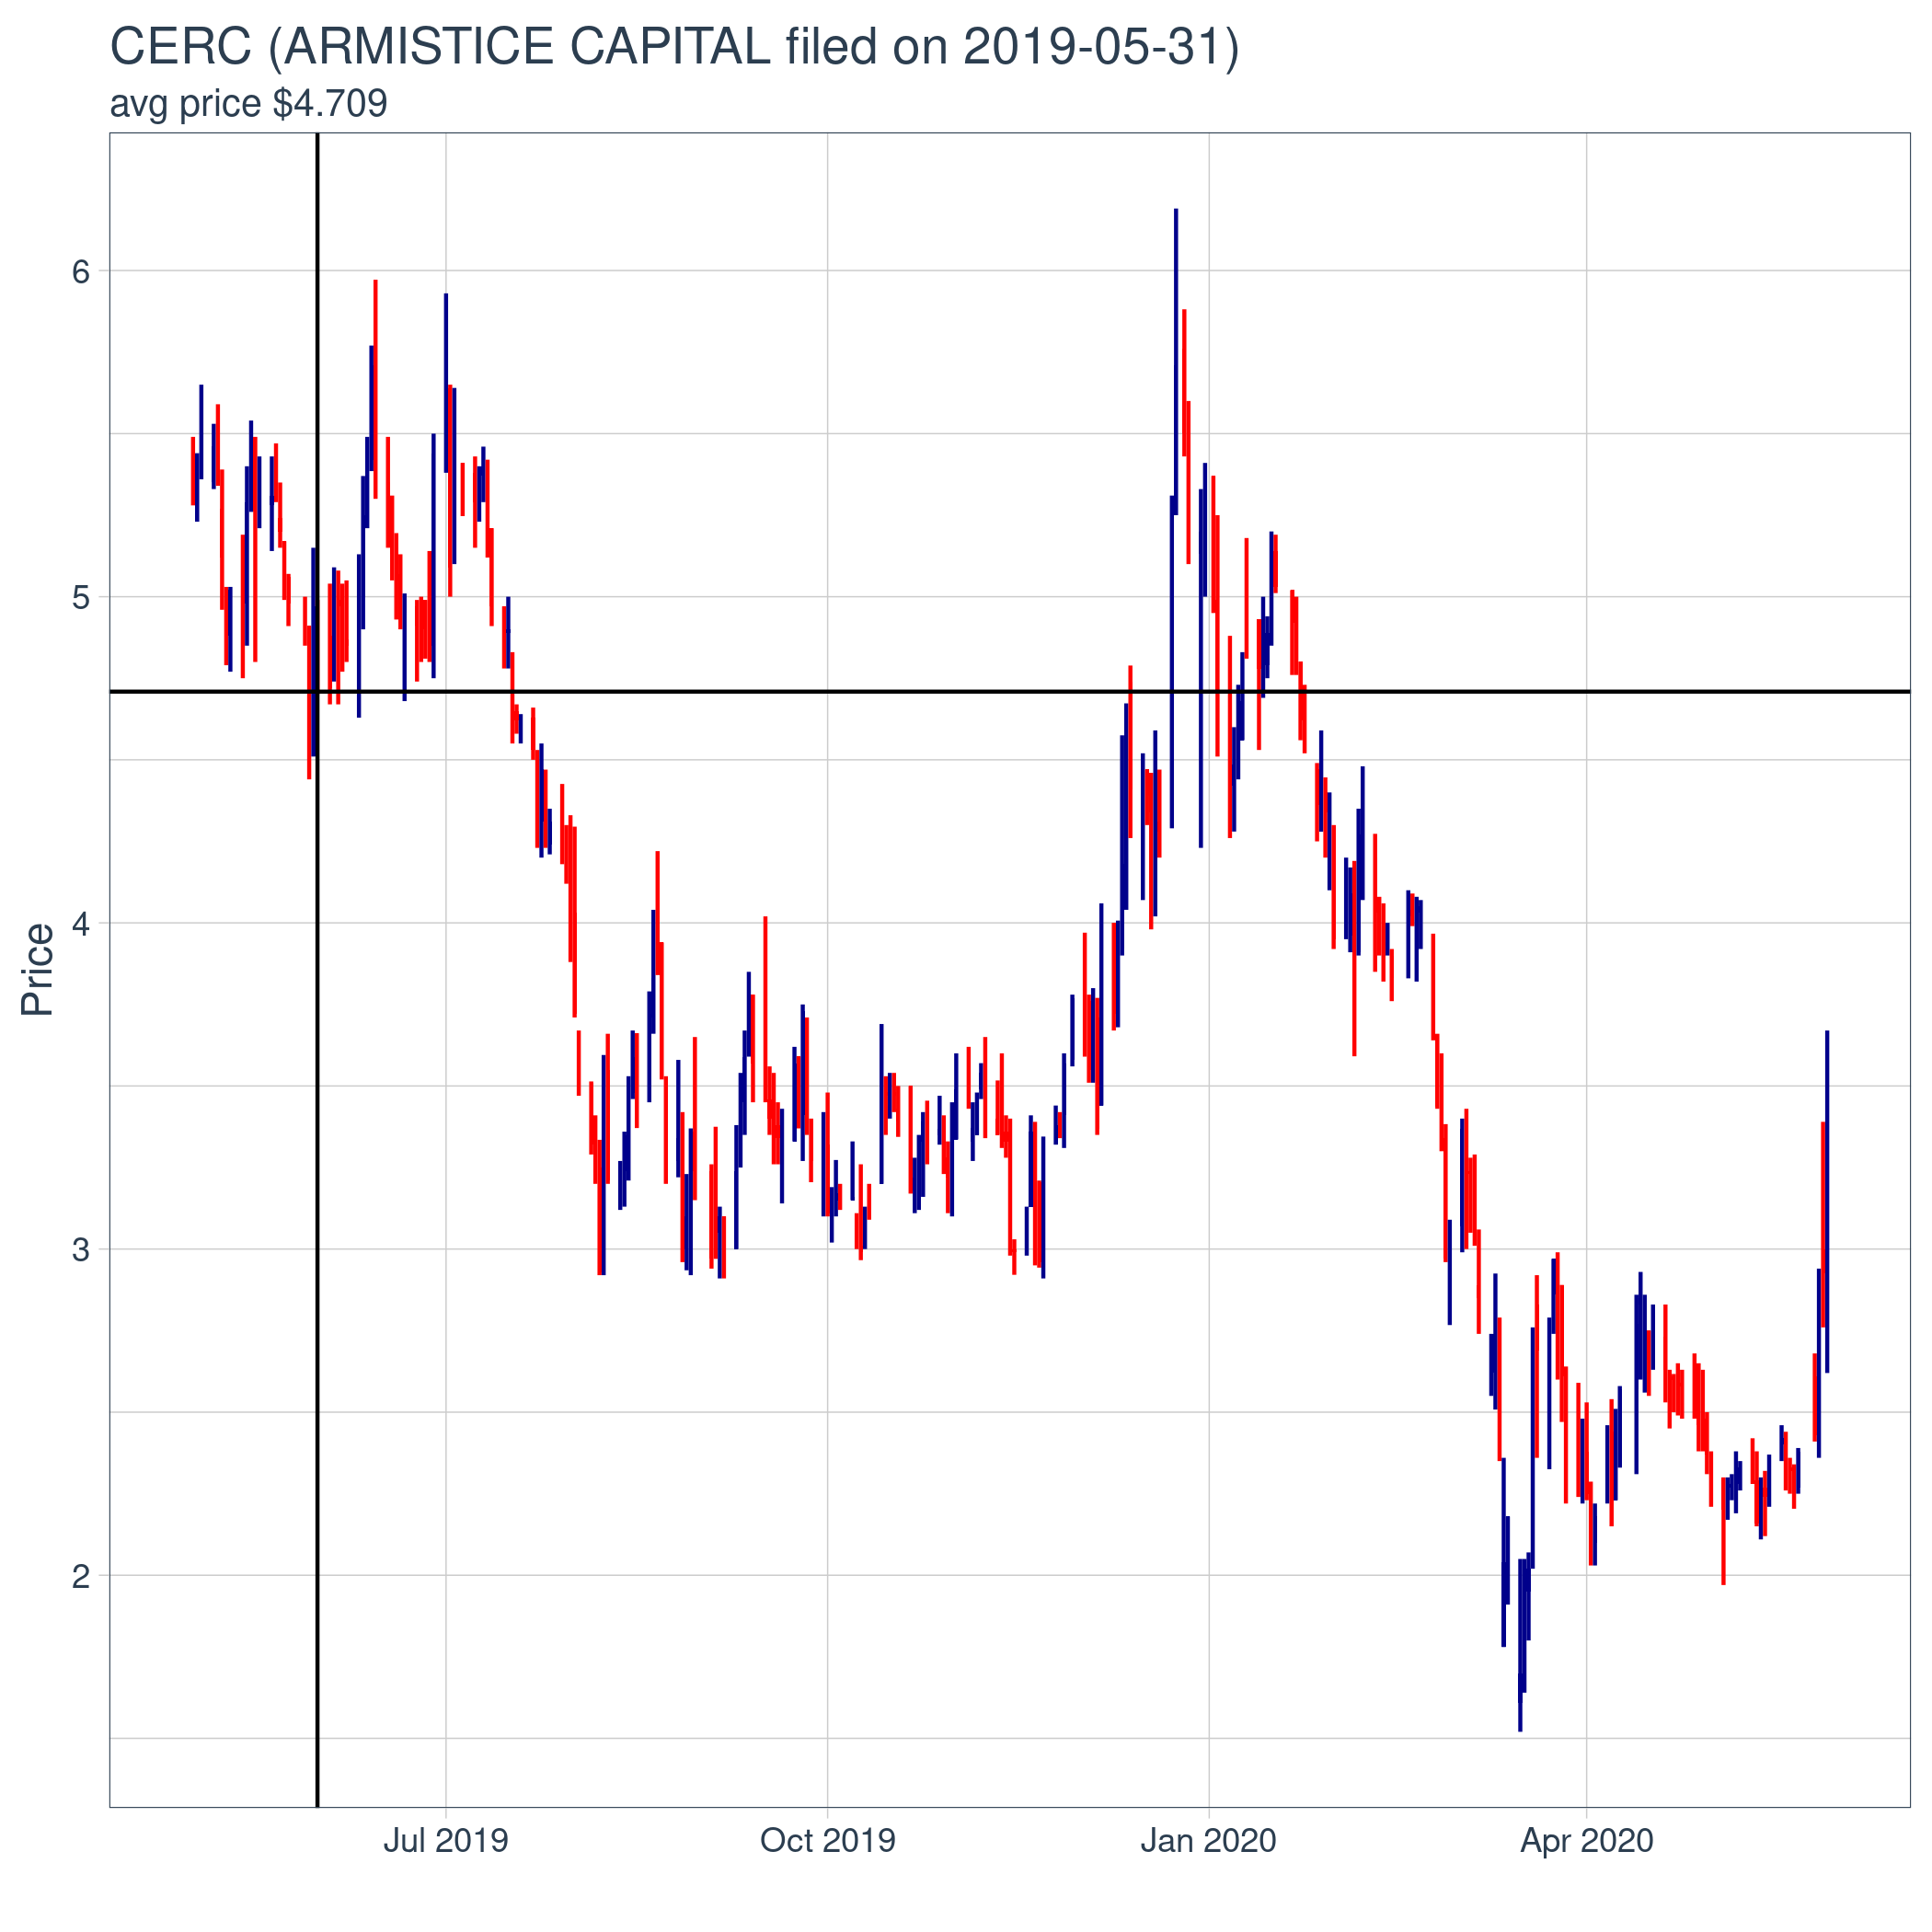 CERC (ARMISTICE CAPITAL filed on 2019-05-31)
avg price $4.709
6
5
4
3
2
Price
Jul 2019 Oct 2019 Jan 2020 Apr 2020